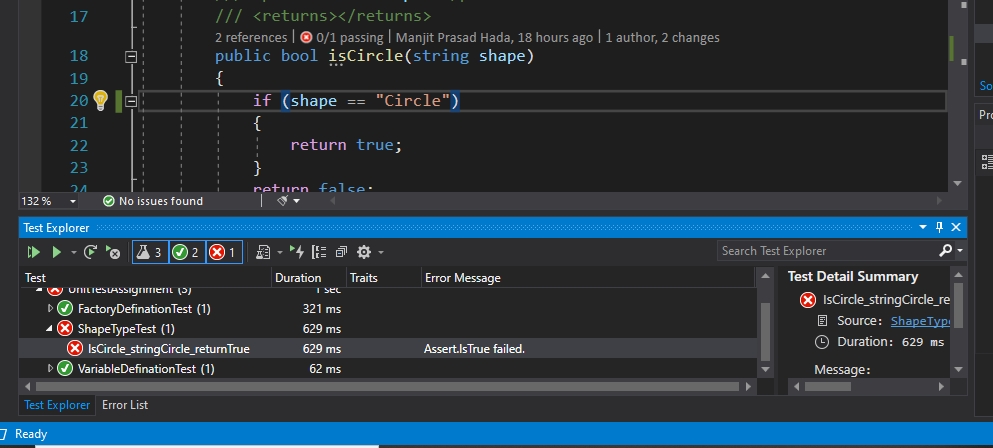 17 /// <returns></returns>
2 references | 0/1 passing | Manjit Prasad Hada, 18 hours ago | 1 author, 2 changes
18 public bool isCircle(string shape)
19 {
20 if (shape == "Circle")
21 {
22 return true;
23 }
24 return false;
132 % No issues found
Test Explorer
3 2 1 Search Test Explorer
Test Duration Traits Error Message
UnitTestAssignment (3) 1 sec
FactoryDefinationTest (1) 321 ms
ShapeTypeTest (1) 629 ms
IsCircle_stringCircle_returnTrue 629 ms Assert.IsTrue failed.
VariableDefinationTest (1) 62 ms
Test Detail Summary
IsCircle_stringCircle_re
Source: ShapeType
Duration: 629 ms
Message:
Test Explorer Error List
Ready
So
Pro